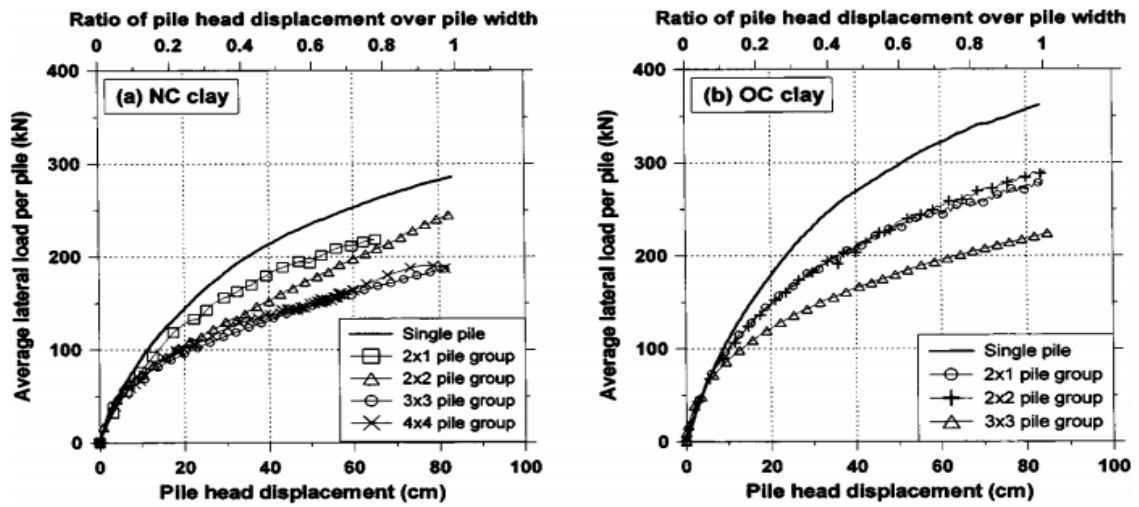 Ratio of pile head displacement over pile width
0 0.2 0.4 0.6 0.8 1
400
300
200
100
0
Average lateral load per pile (kN)
(a) NC clay
Single pile
2x1 pile group
2x2 pile group
3x3 pile group
4x4 pile group
0 20 40 60 80 100
Pile head displacement (cm)
Ratio of pile head displacement over pile width
0 0.2 0.4 0.6 0.8 1
400
300
200
100
0
Average lateral load per pile (kN)
(b) OC clay
Single pile
2x1 pile group
2x2 pile group
3x3 pile group
0 20 40 60 80 100
Pile head displacement (cm)